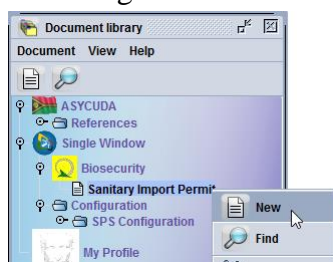 Document library
Document View Help
ASYCUDA
References
Single Window
Biosecurity
Sanitary Import Permit
Configuration
SPS Configuration
My Profile
New
Find